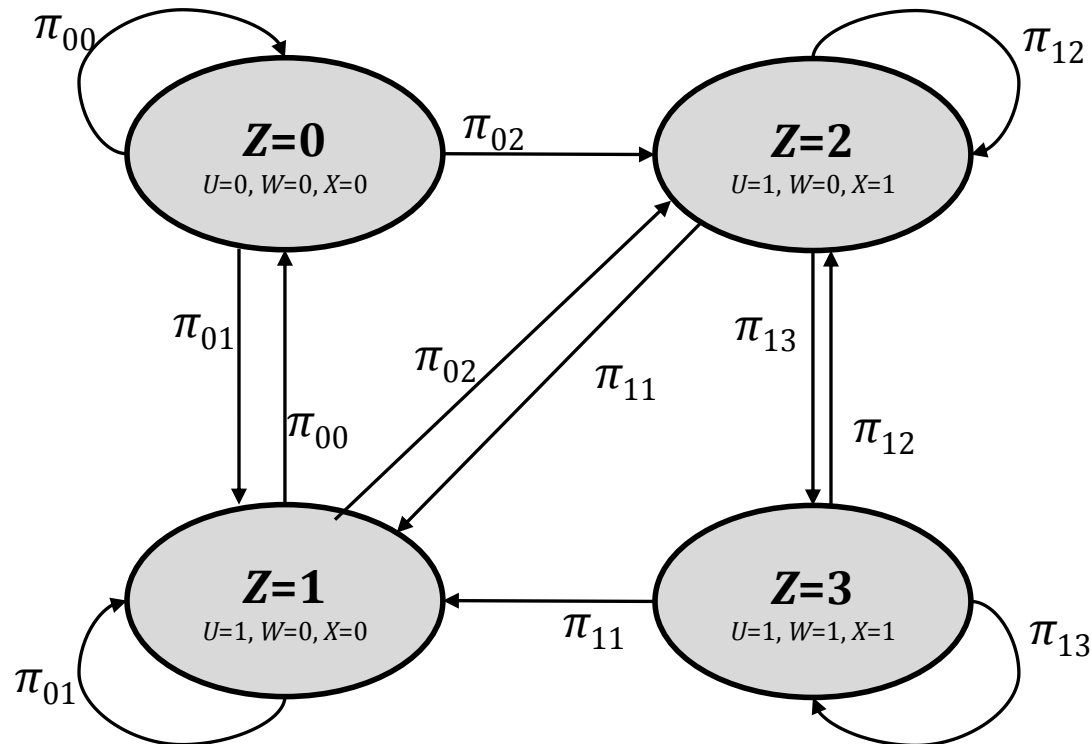 π00
Z=0
U=0, W=0, X=0
π02
Z=2
U=1, W=0, X=1
π12
π01
π00
π02
π11
π13
π12
Z=1
U=1, W=0, X=0
π01
π11
Z=3
U=1, W=1, X=1
π13